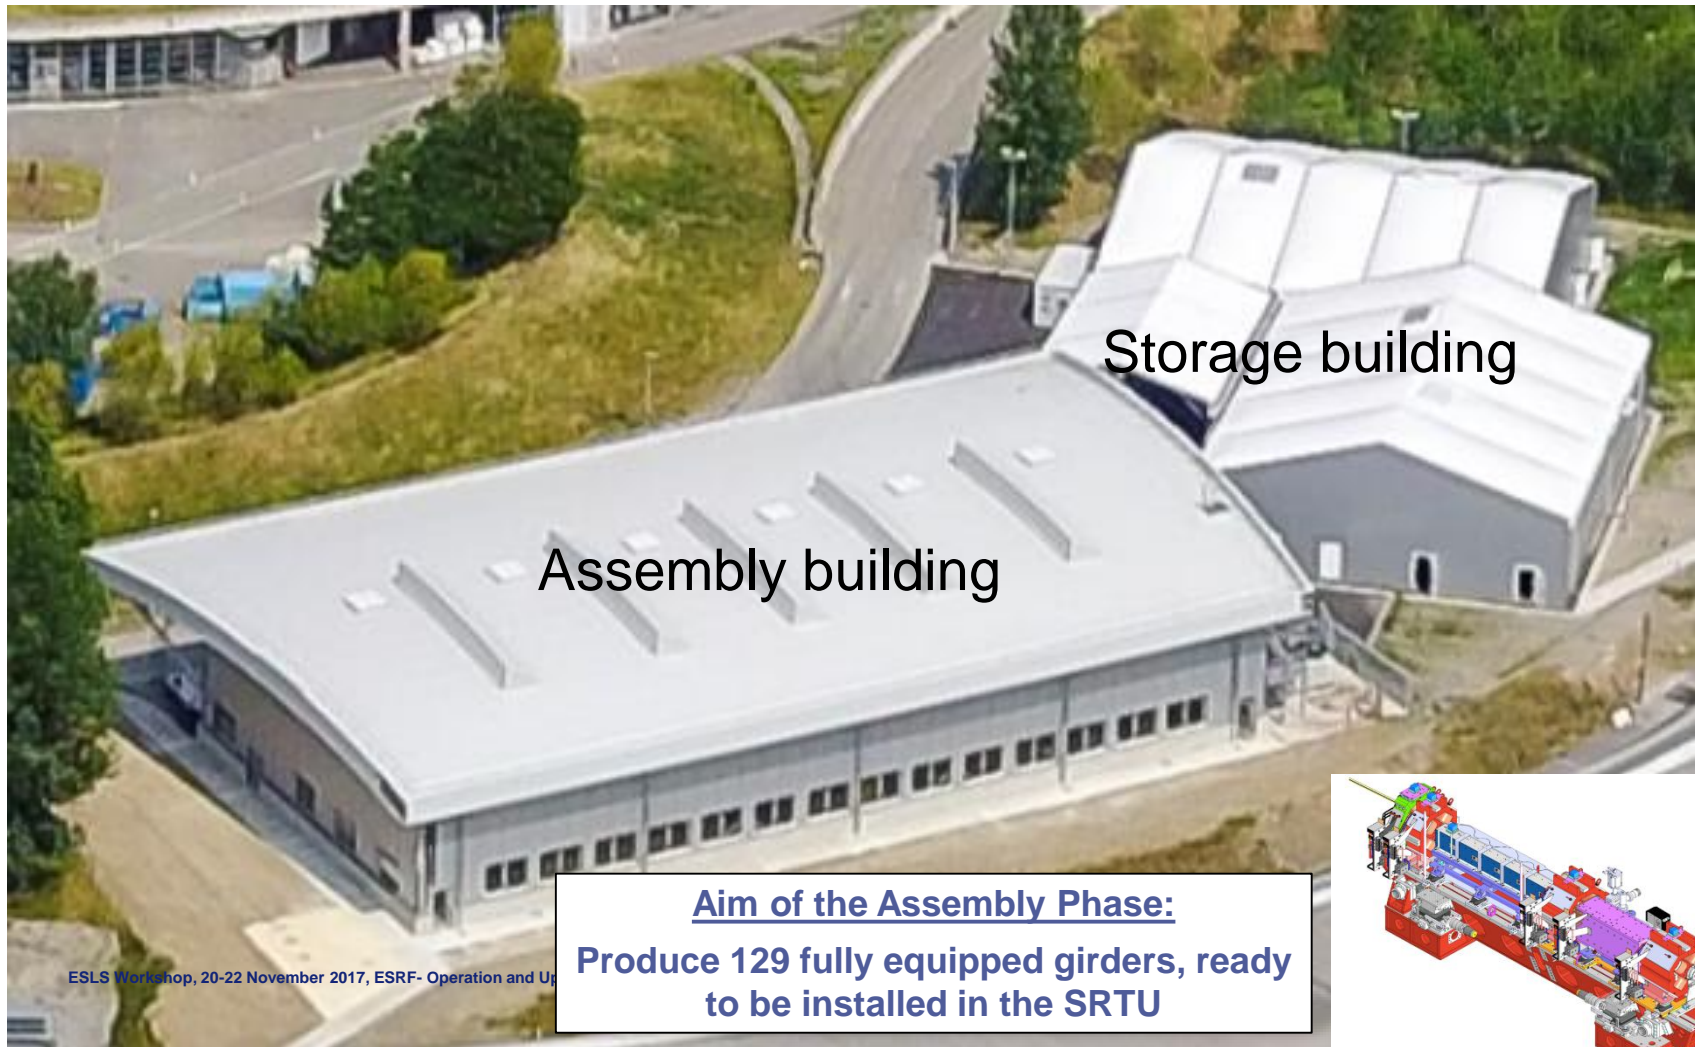 Storage building
Assembly building
Aim of the Assembly Phase:
Produce 129 fully equipped girders, ready
to be installed in the SRTU
ESLS Workshop, 20-22 November 2017, ESRF- Operation and Up